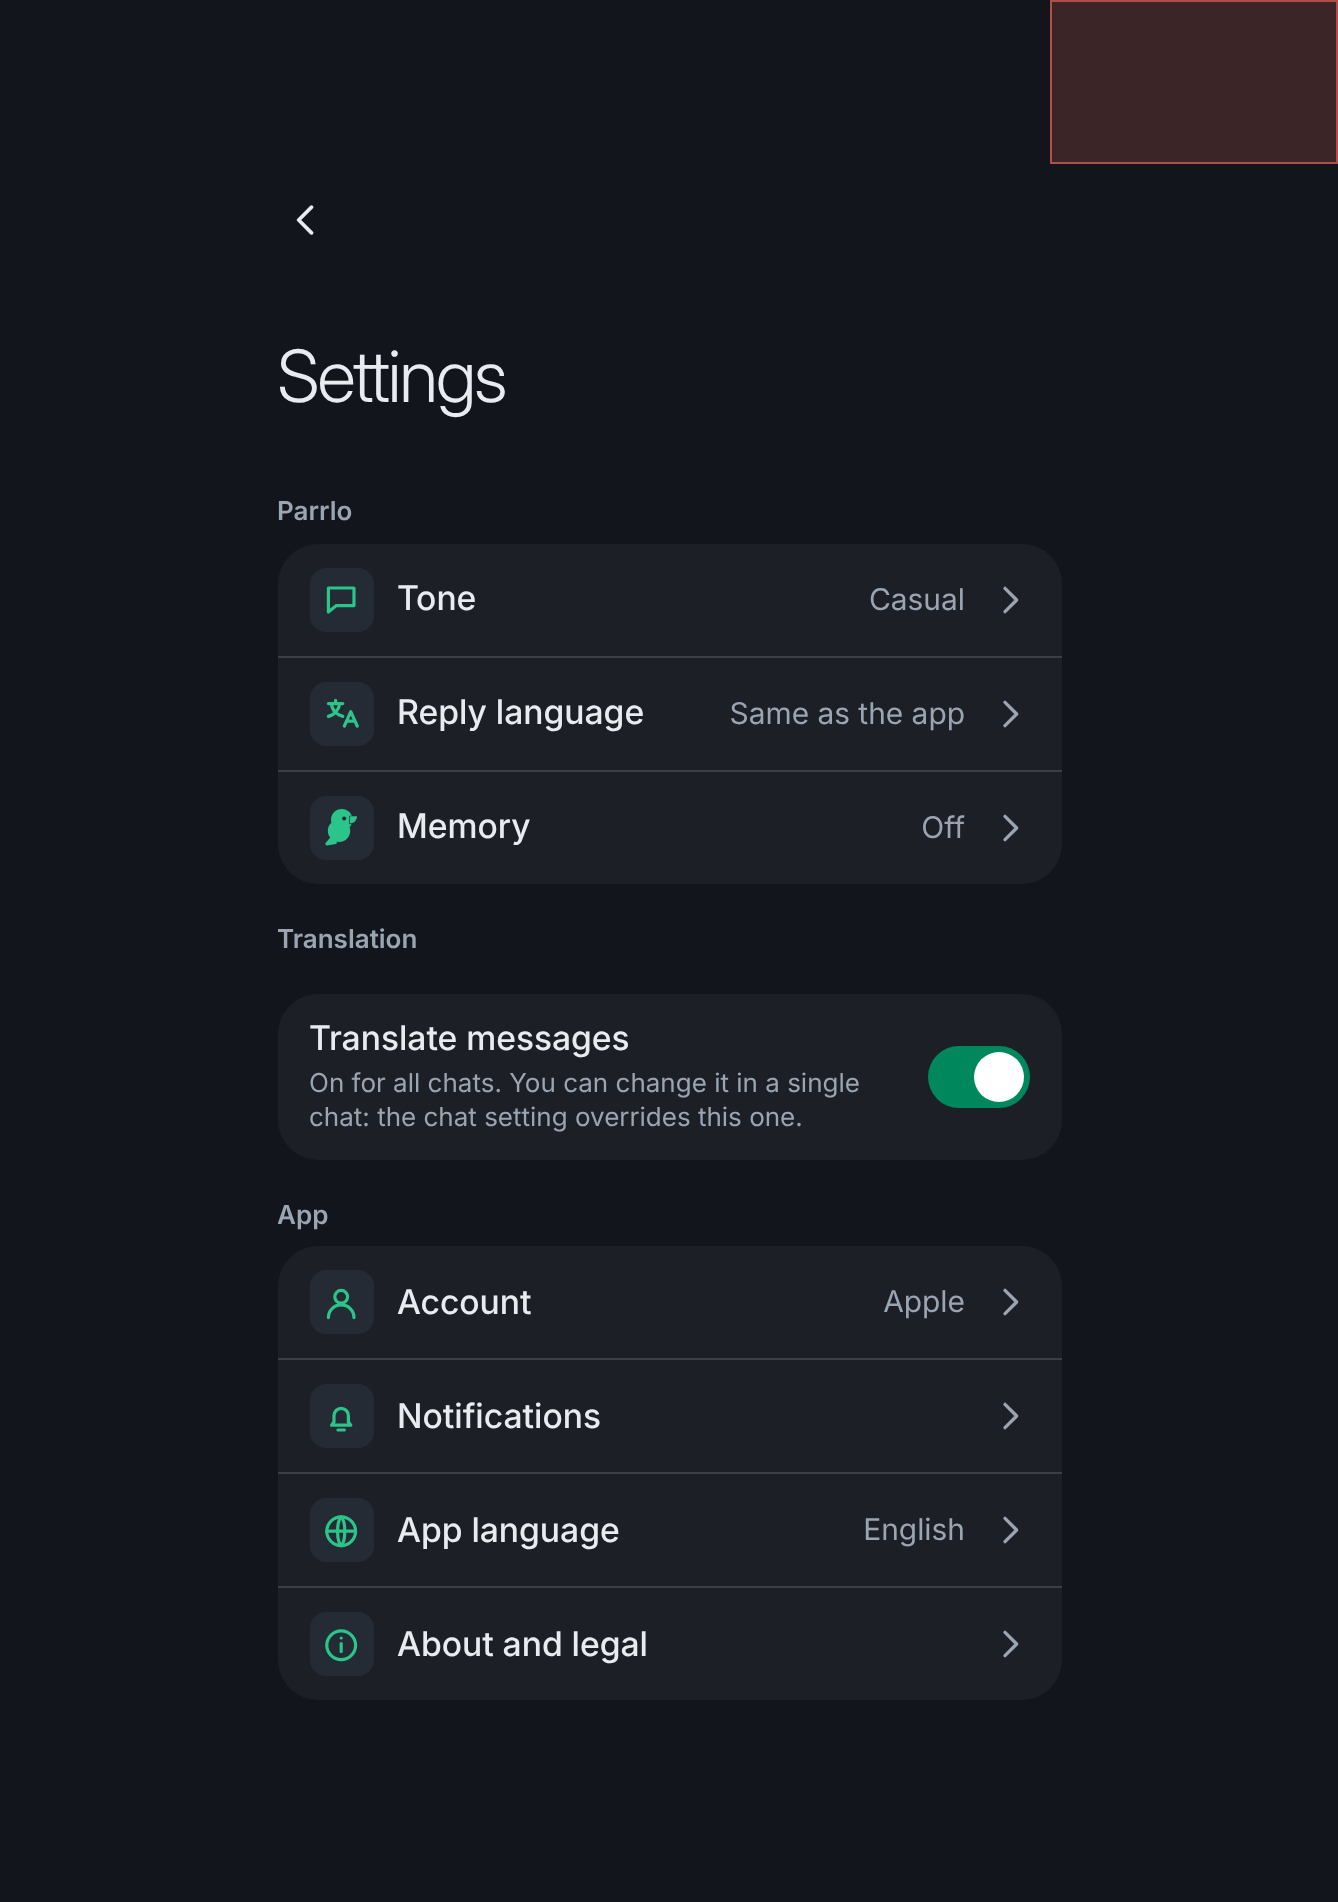 Settings
Parrlo
Tone Casual
Reply language Same as the app
Memory Off
Translation
Translate messages
On for all chats. You can change it in a single
chat: the chat setting overrides this one.
App
Account Apple
Notifications
App language English
About and legal